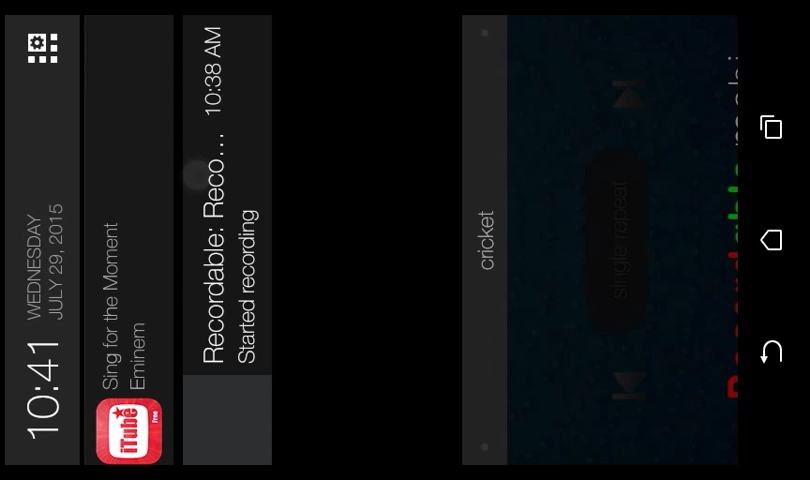 10:41
WEDNESDAY
JULY 29, 2015
Sing for the Moment
Eminem
iTube
Free
Recordable: Reco... 10:38 AM
Started recording
cricket
single repeat